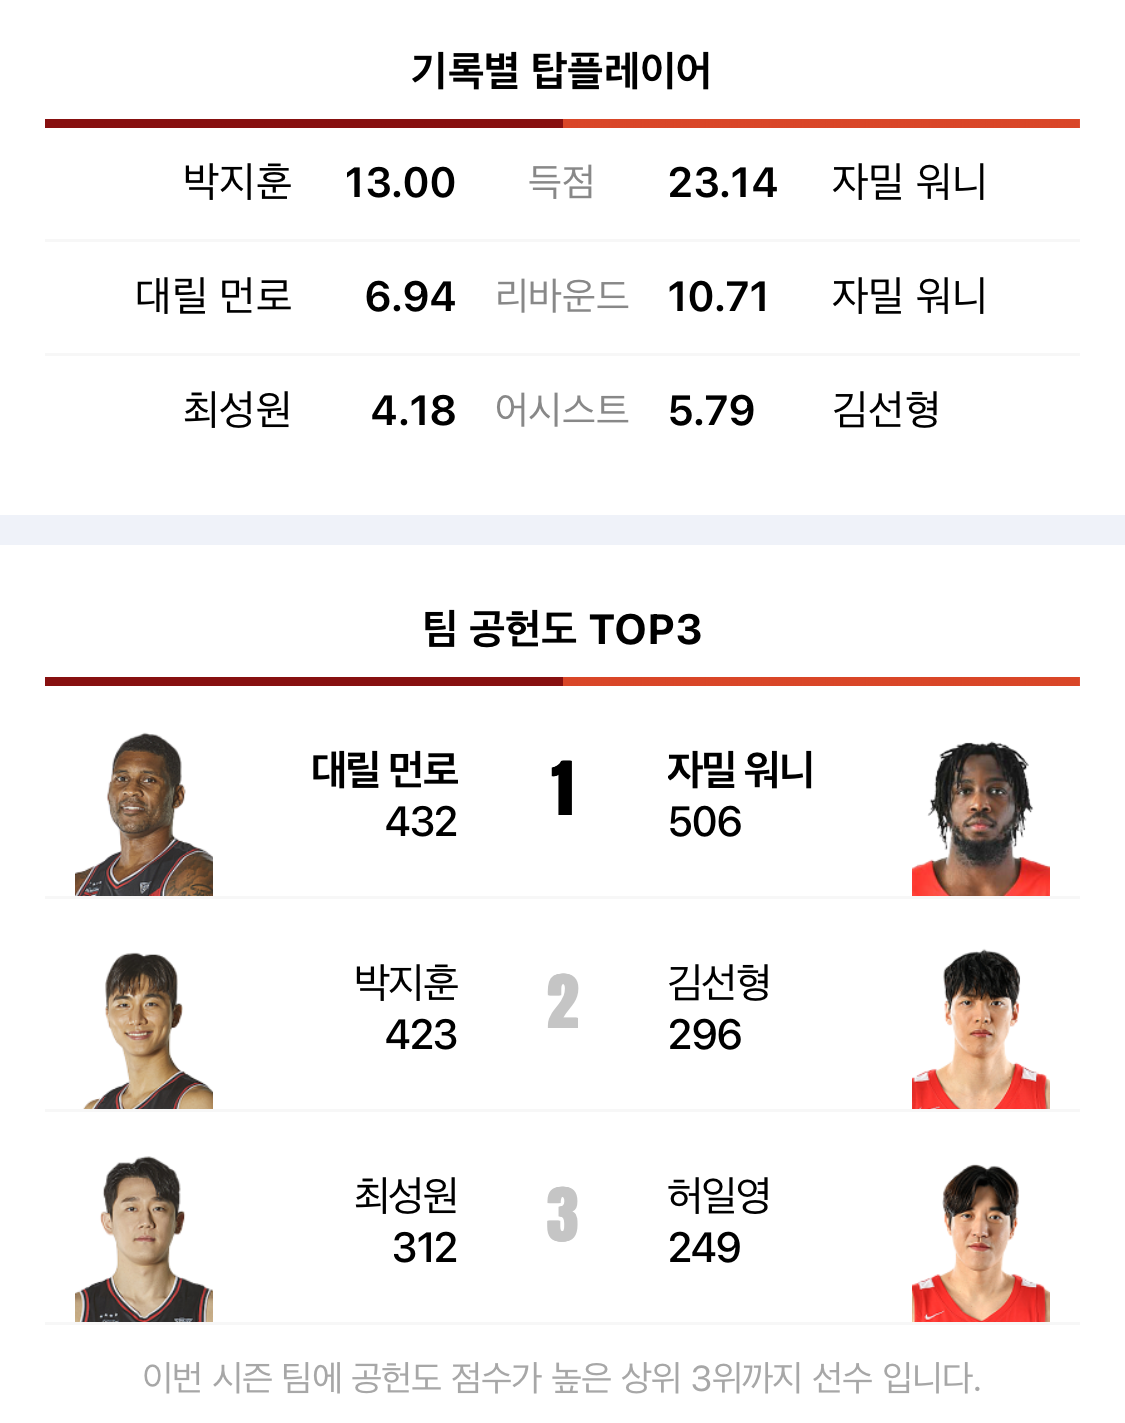 기록별 탑플레이어
박지훈 13.00 득점 23.14 자밀 워니
대릴 먼로 6.94 리바운드 10.71 자밀 워니
최성원 4.18 어시스트 5.79 김선형
팀 공헌도 TOP3
대릴 먼로 1 자밀 워니
432 506
박지훈 2 김선형
423 296
최성원 3 허일영
312 249
이번 시즌 팀에 공헌도 점수가 높은 상위 3위까지 선수 입니다.